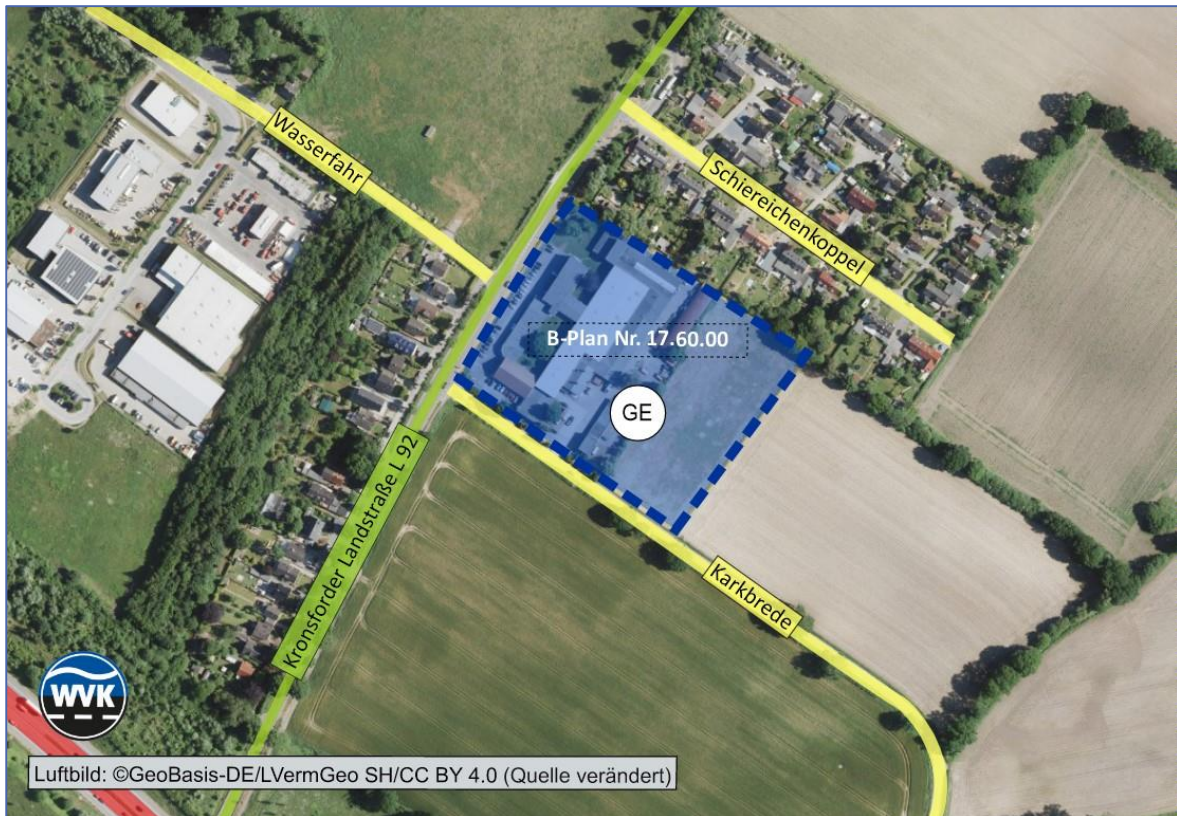 Wasserfahr
Schiereichenkoppel
B-Plan Nr. 17.60.00
GE
Kronsforder Landstraße L 92
Karkbrede
WVK
Luftbild: ©GeoBasis-DE/LVermGeo SH/CC BY 4.0 (Quelle verändert)